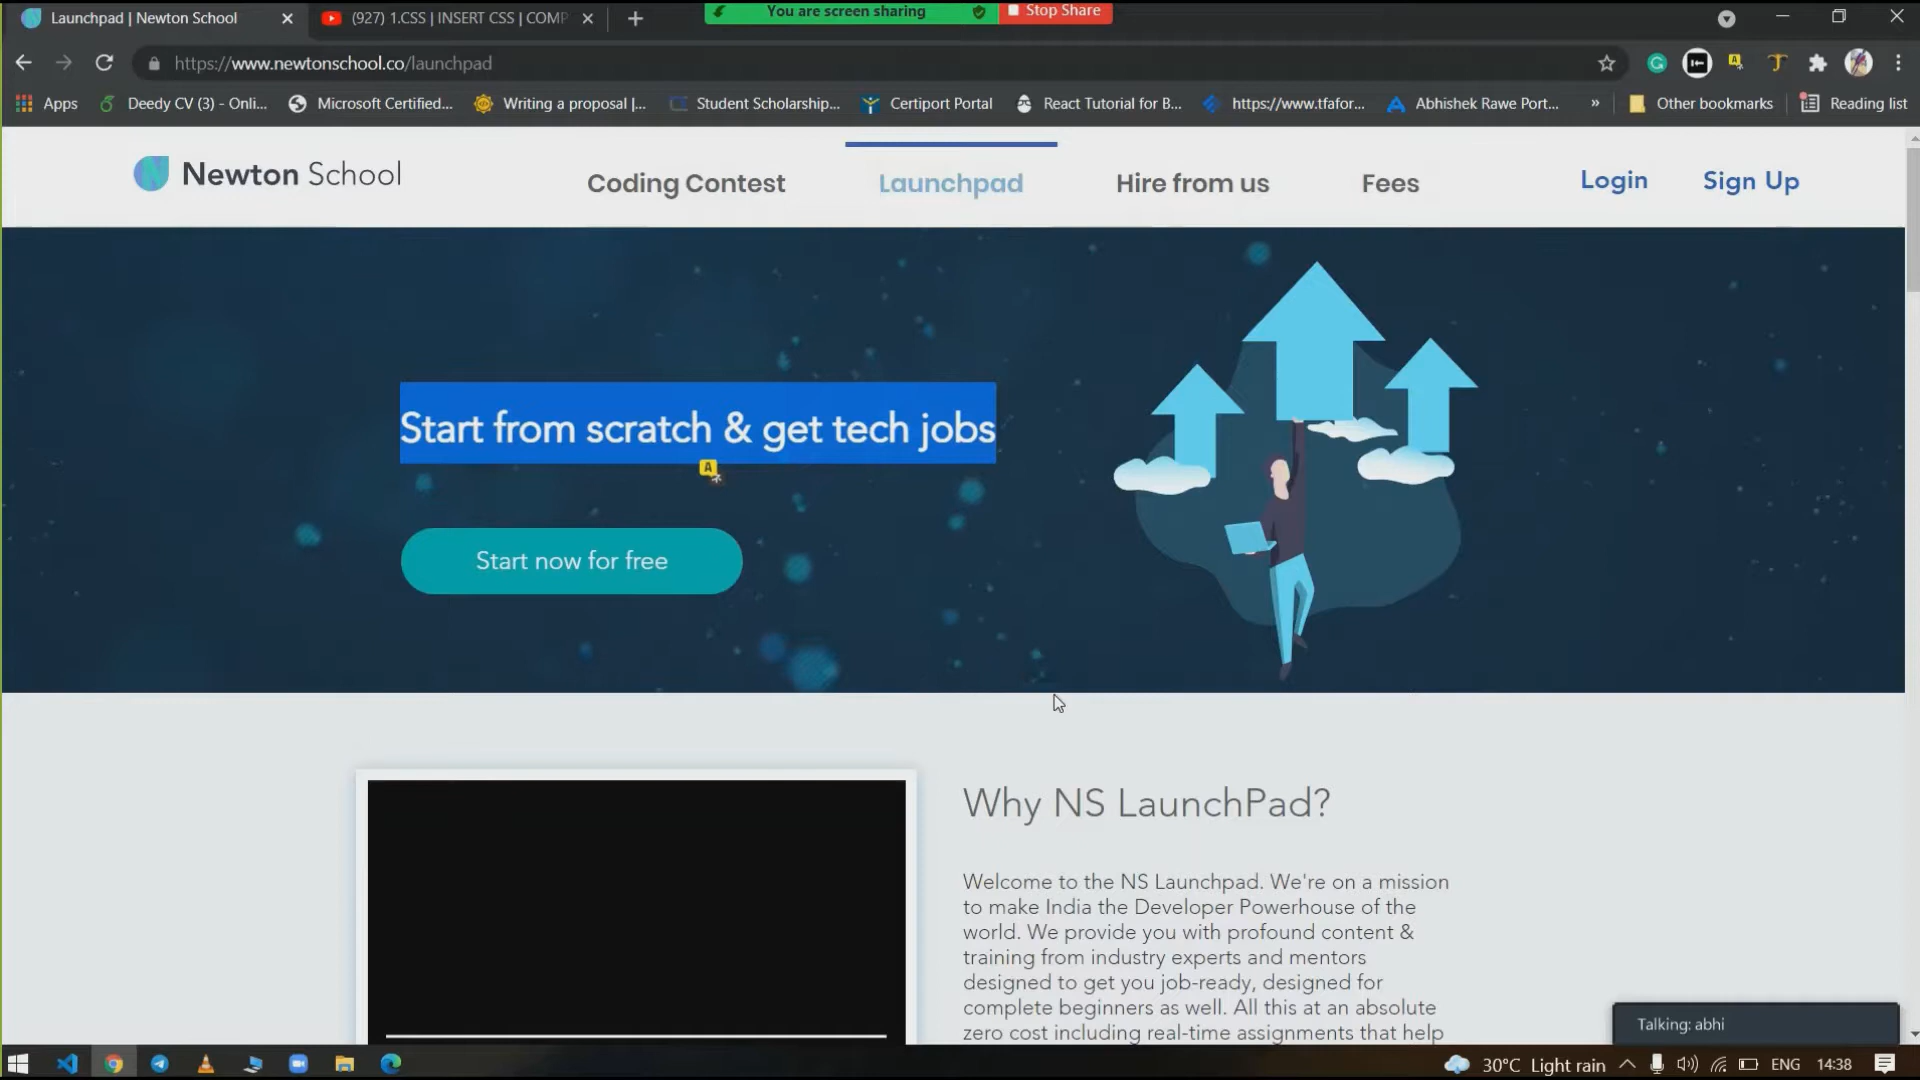 Launchpad | Newton School
(927) 1.CSS | INSERT CSS | COMP
You are screen sharing
Stop Share
https://www.newtonschool.co/launchpad
Apps
Deedy CV (3) - Onli...
Microsoft Certified...
Writing a proposal |...
Student Scholarship...
Certiport Portal
React Tutorial for B...
https://www.tfafor...
Abhishek Rawe Port...
»
Other bookmarks
Reading list
Newton School
Coding Contest
Launchpad
Hire from us
Fees
Login
Sign Up
Start from scratch & get tech jobs
A
Start now for free
Why NS LaunchPad?
Welcome to the NS Launchpad. We're on a mission
to make India the Developer Powerhouse of the
world. We provide you with profound content &
training from industry experts and mentors
designed to get you job-ready, designed for
complete beginners as well. All this at an absolute
zero cost including real-time assignments that help
Talking: abhi
30°C Light rain
ENG
14:38